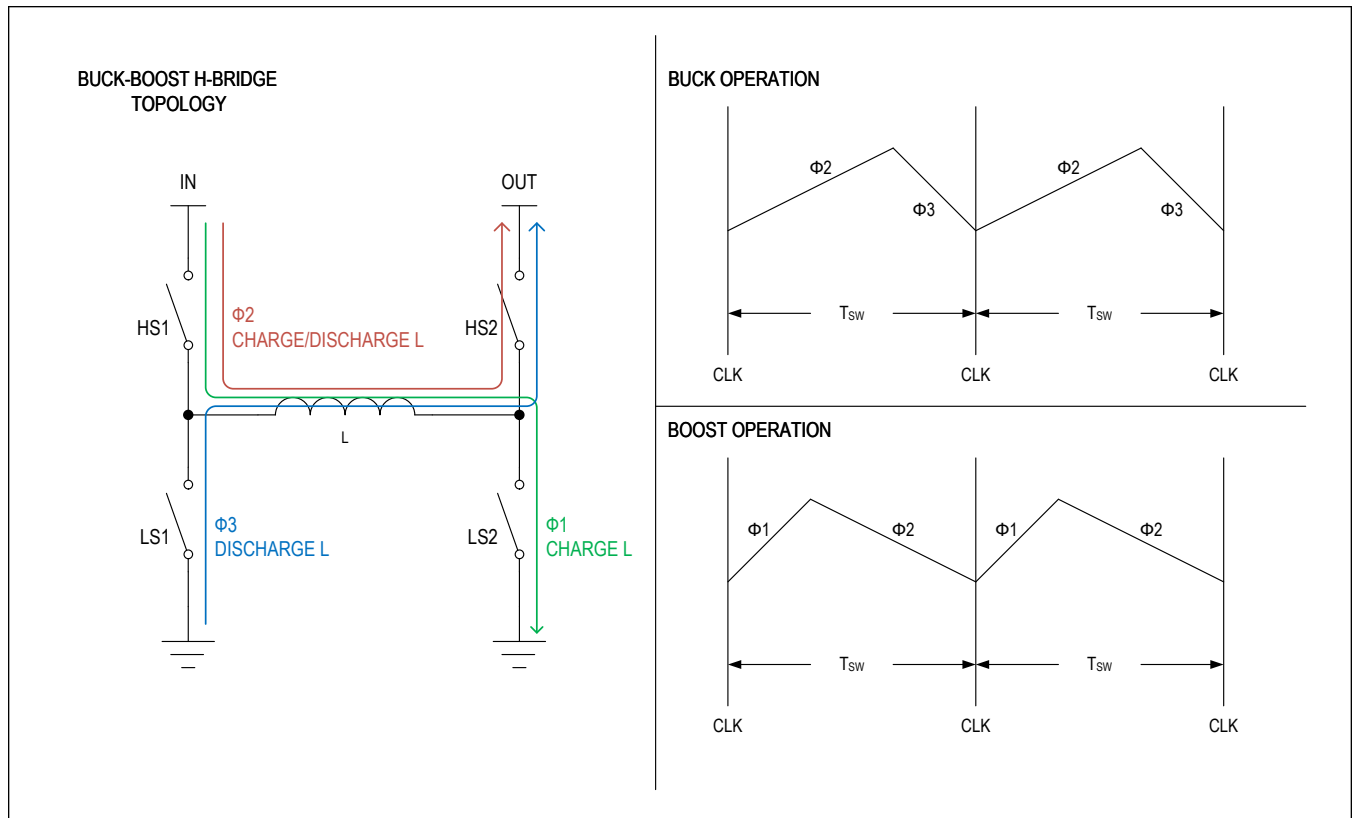 BUCK-BOOST H-BRIDGE
TOPOLOGY
IN
OUT
HS1
Φ2
CHARGE/DISCHARGE L
HS2
L
LS1
Φ3
DISCHARGE L
LS2
Φ1
CHARGE L
BUCK OPERATION
Φ2
Φ3
Φ2
Φ3
TSW
TSW
CLK
CLK
CLK
BOOST OPERATION
Φ1
Φ2
Φ1
Φ2
TSW
TSW
CLK
CLK
CLK